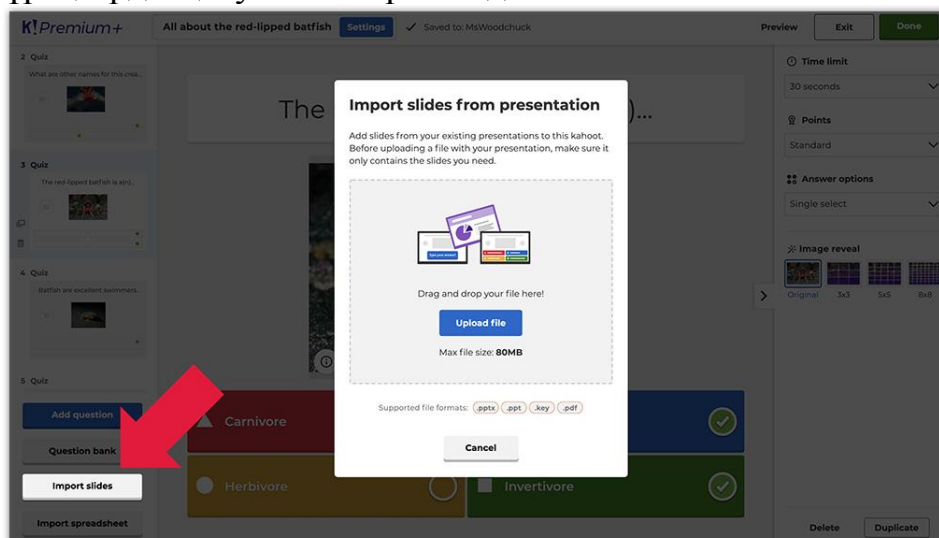 K!Premium+
All about the red-lipped batfish Settings ✓ Saved to: MsWoodchuck
Preview Exit Done
2 Quiz
What are other names for this crea...
3 Quiz
The red-lipped batfish is a(n)...
4 Quiz
Batfish are excellent swimmers.
5 Quiz
Add question
Question bank
Import slides
Import spreadsheet
The
)...
Carnivore
Herbivore
Invertivore
Import slides from presentation
Add slides from your existing presentations to this kahoot.
Before uploading a file with your presentation, make sure it
only contains the slides you need.
Type your answer
Drag and drop your file here!
Upload file
Max file size: 80MB
Supported file formats: .pptx .ppt .key .pdf
Cancel
Time limit
30 seconds
Points
Standard
Answer options
Single select
Image reveal
Original 3x3 5x5 8x8
Delete Duplicate